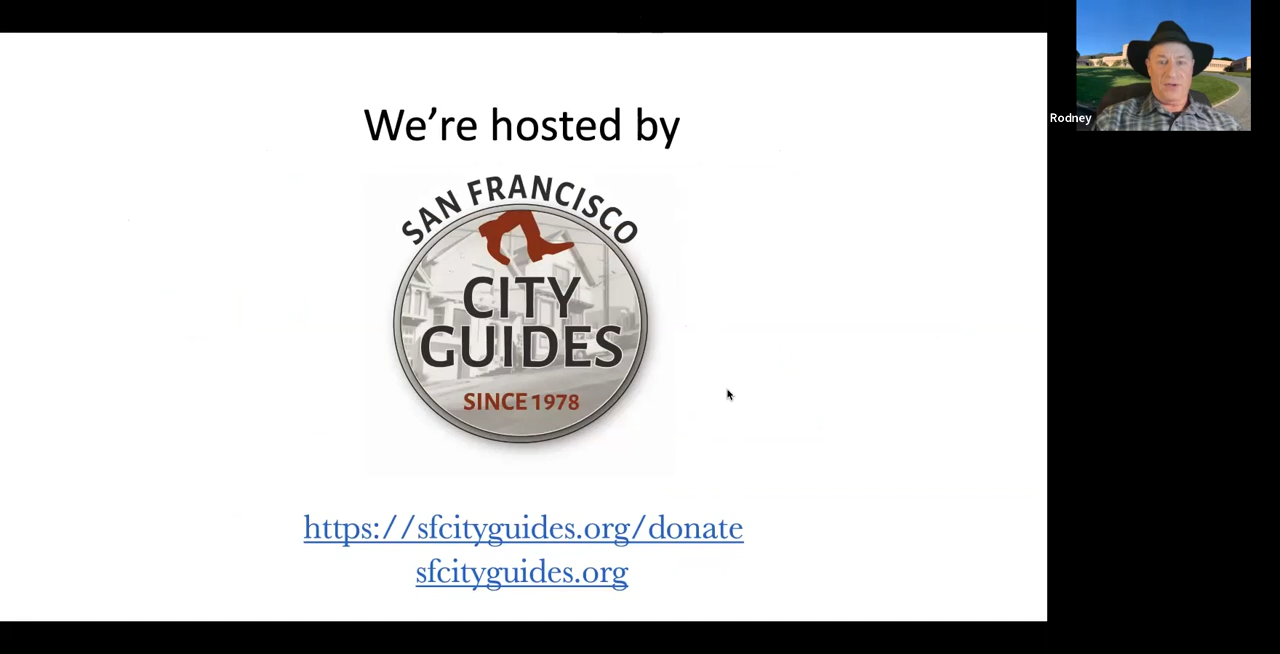 We're hosted by
SAN FRANCISCO
CITY
GUIDES
SINCE 1978
https://sfcityguides.org/donate
sfcityguides.org
Rodney